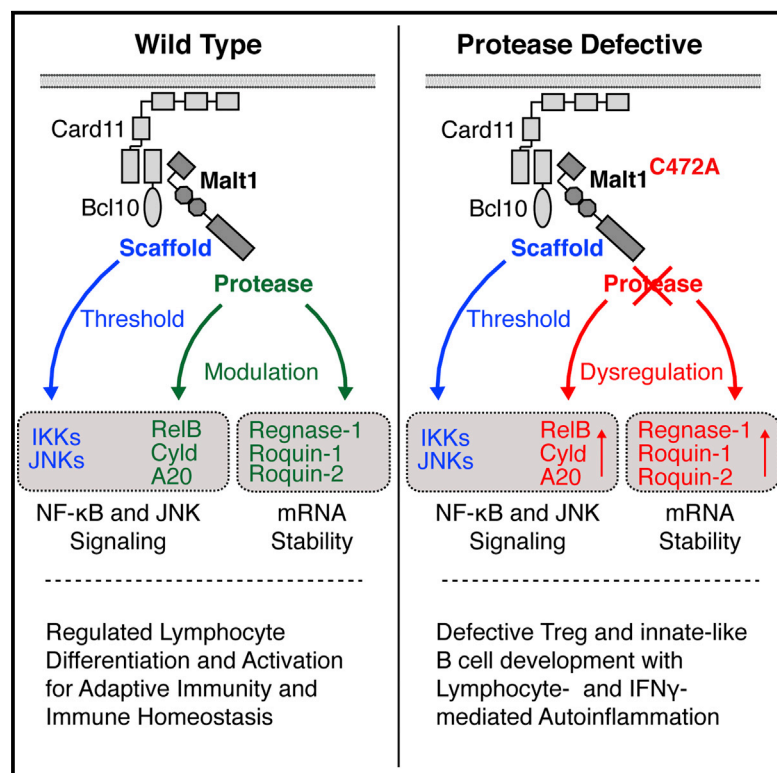 Wild Type
Card11
Malt1
Bcl10
Scaffold
Protease
Threshold
Modulation
IKKs
JNKs
RelB
Cyld
A20
Regnase-1
Roquin-1
Roquin-2
NF-κB and JNK
Signaling
mRNA
Stability
Regulated Lymphocyte
Differentiation and Activation
for Adaptive Immunity and
Immune Homeostasis
Protease Defective
Card11
Malt1 C472A
Bcl10
Scaffold
Protease
Threshold
Dysregulation
IKKs
JNKs
RelB
Cyld
A20
Regnase-1
Roquin-1
Roquin-2
NF-κB and JNK
Signaling
mRNA
Stability
Defective Treg and innate-like
B cell development with
Lymphocyte- and IFNγ-
mediated Autoinflammation